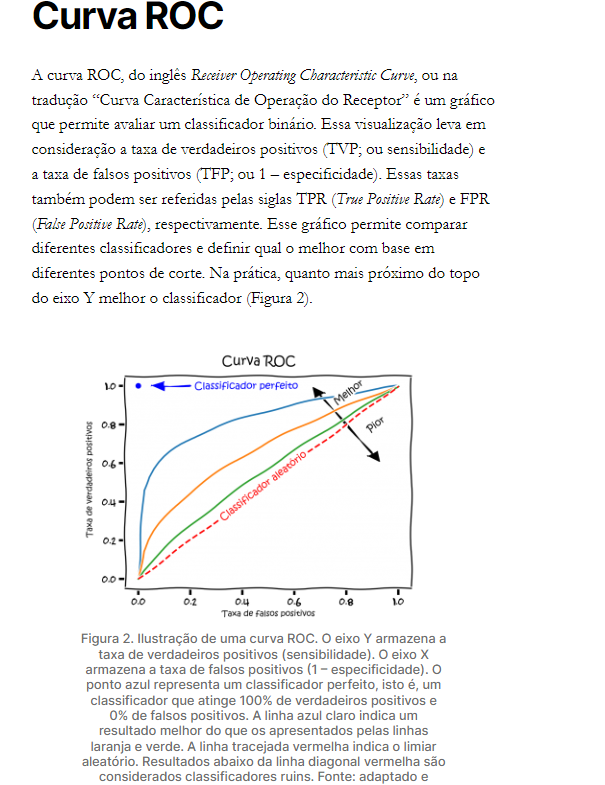 Curva ROC
A curva ROC, do inglês Receiver Operating Characteristic Curve, ou na
tradução “Curva Característica de Operação do Receptor” é um gráfico
que permite avaliar um classificador binário. Essa visualização leva em
consideração a taxa de verdadeiros positivos (TVP; ou sensibilidade) e
a taxa de falsos positivos (TFP; ou 1 – especificidade). Essas taxas
também podem ser referidas pelas siglas TPR (True Positive Rate) e FPR
(False Positive Rate), respectivamente. Esse gráfico permite comparar
diferentes classificadores e definir qual o melhor com base em
diferentes pontos de corte. Na prática, quanto mais próximo do topo
do eixo Y melhor o classificador (Figura 2).
Curva ROC
Taxa de verdadeiros positivos
1.0
0.8
0.6
0.4
0.2
0.0
Classificador perfeito
Melhor
Pior
Classificador aleatório
0.0 0.2 0.4 0.6 0.8 1.0
Taxa de falsos positivos
Figura 2. Ilustração de uma curva ROC. O eixo Y armazena a
taxa de verdadeiros positivos (sensibilidade). O eixo X
armazena a taxa de falsos positivos (1 – especificidade). O
ponto azul representa um classificador perfeito, isto é, um
classificador que atinge 100% de verdadeiros positivos e
0% de falsos positivos. A linha azul claro indica um
resultado melhor do que os apresentados pelas linhas
laranja e verde. A linha tracejada vermelha indica o limiar
aleatório. Resultados abaixo da linha diagonal vermelha são
considerados classificadores ruins. Fonte: adaptado e